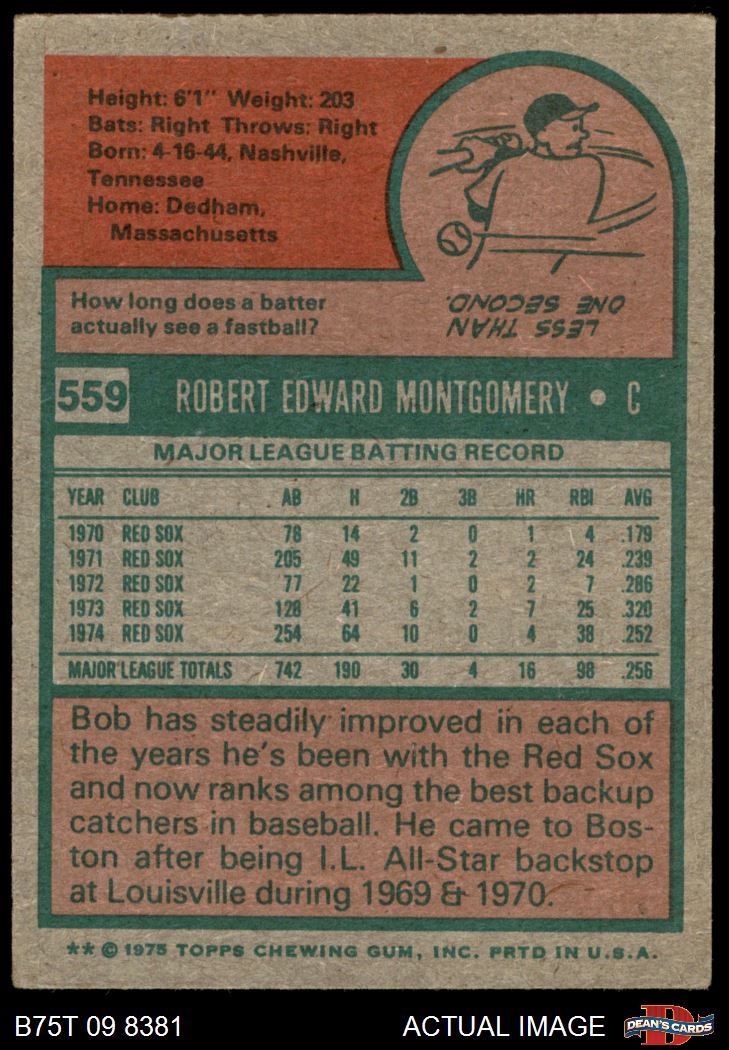 Height: 6'1" Weight: 203
Bats: Right Throws: Right
Born: 4-16-44, Nashville,
Tennessee
Home: Dedham,
Massachusetts
How long does a batter
actually see a fastball?
LESS THAN
ONE SECOND.
559 ROBERT EDWARD MONTGOMERY • C
MAJOR LEAGUE BATTING RECORD
YEAR CLUB AB H 2B 3B HR RBI AVG
1970 RED SOX 78 14 2 0 1 4 .179
1971 RED SOX 205 49 11 2 2 24 .239
1972 RED SOX 77 22 1 0 2 7 .286
1973 RED SOX 128 41 6 2 7 25 .320
1974 RED SOX 254 64 10 0 4 38 .252
MAJOR LEAGUE TOTALS 742 190 30 4 16 98 .256
Bob has steadily improved in each of
the years he's been with the Red Sox
and now ranks among the best backup
catchers in baseball. He came to Bos-
ton after being I.L. All-Star backstop
at Louisville during 1969 & 1970.
** © 1975 TOPPS CHEWING GUM, INC. PRTD IN U.S.A.
B75T 09 8381 ACTUAL IMAGE
D
DEAN'S CARDS